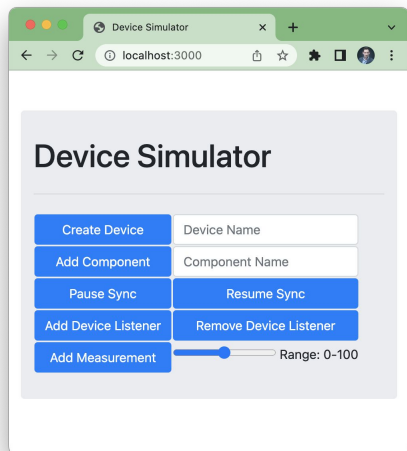 Device Simulator
localhost:3000
Device Simulator
Create Device Device Name
Add Component Component Name
Pause Sync Resume Sync
Add Device Listener Remove Device Listener
Add Measurement Range: 0-100